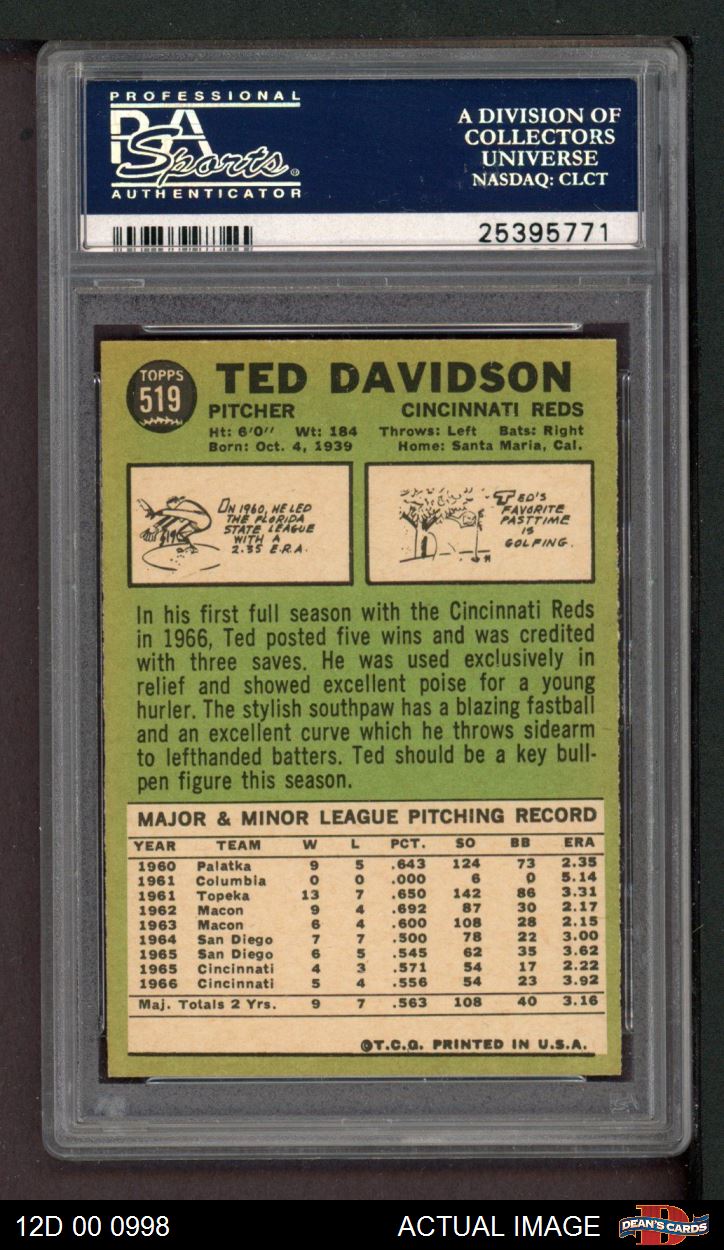 PROFESSIONAL
PSA
Sports®
AUTHENTICATOR
A DIVISION OF
COLLECTORS
UNIVERSE
NASDAQ: CLCT
25395771
TOPPS
519
TED DAVIDSON
PITCHER CINCINNATI REDS
Ht: 6'0'' Wt: 184 Throws: Left Bats: Right
Born: Oct. 4, 1939 Home: Santa Maria, Cal.
IN 1960, HE LED
THE FLORIDA
STATE LEAGUE
WITH A
2.35 E.R.A.
TED'S
FAVORITE
PASTTIME
IS
GOLFING.
In his first full season with the Cincinnati Reds
in 1966, Ted posted five wins and was credited
with three saves. He was used exclusively in
relief and showed excellent poise for a young
hurler. The stylish southpaw has a blazing fastball
and an excellent curve which he throws sidearm
to lefthanded batters. Ted should be a key bull-
pen figure this season.
MAJOR & MINOR LEAGUE PITCHING RECORD
YEAR TEAM W L PCT. SO BB ERA
1960 Palatka 9 5 .643 124 73 2.35
1961 Columbia 0 0 .000 6 0 5.14
1961 Topeka 13 7 .650 142 86 3.31
1962 Macon 9 4 .692 87 30 2.17
1963 Macon 6 4 .600 108 28 2.15
1964 San Diego 7 7 .500 78 22 3.00
1965 San Diego 6 5 .545 62 35 3.62
1965 Cincinnati 4 3 .571 54 17 2.22
1966 Cincinnati 5 4 .556 54 23 3.92
Maj. Totals 2 Yrs. 9 7 .563 108 40 3.16
©T.C.G. PRINTED IN U.S.A.
12D 00 0998 ACTUAL IMAGE DEAN'S CARDS